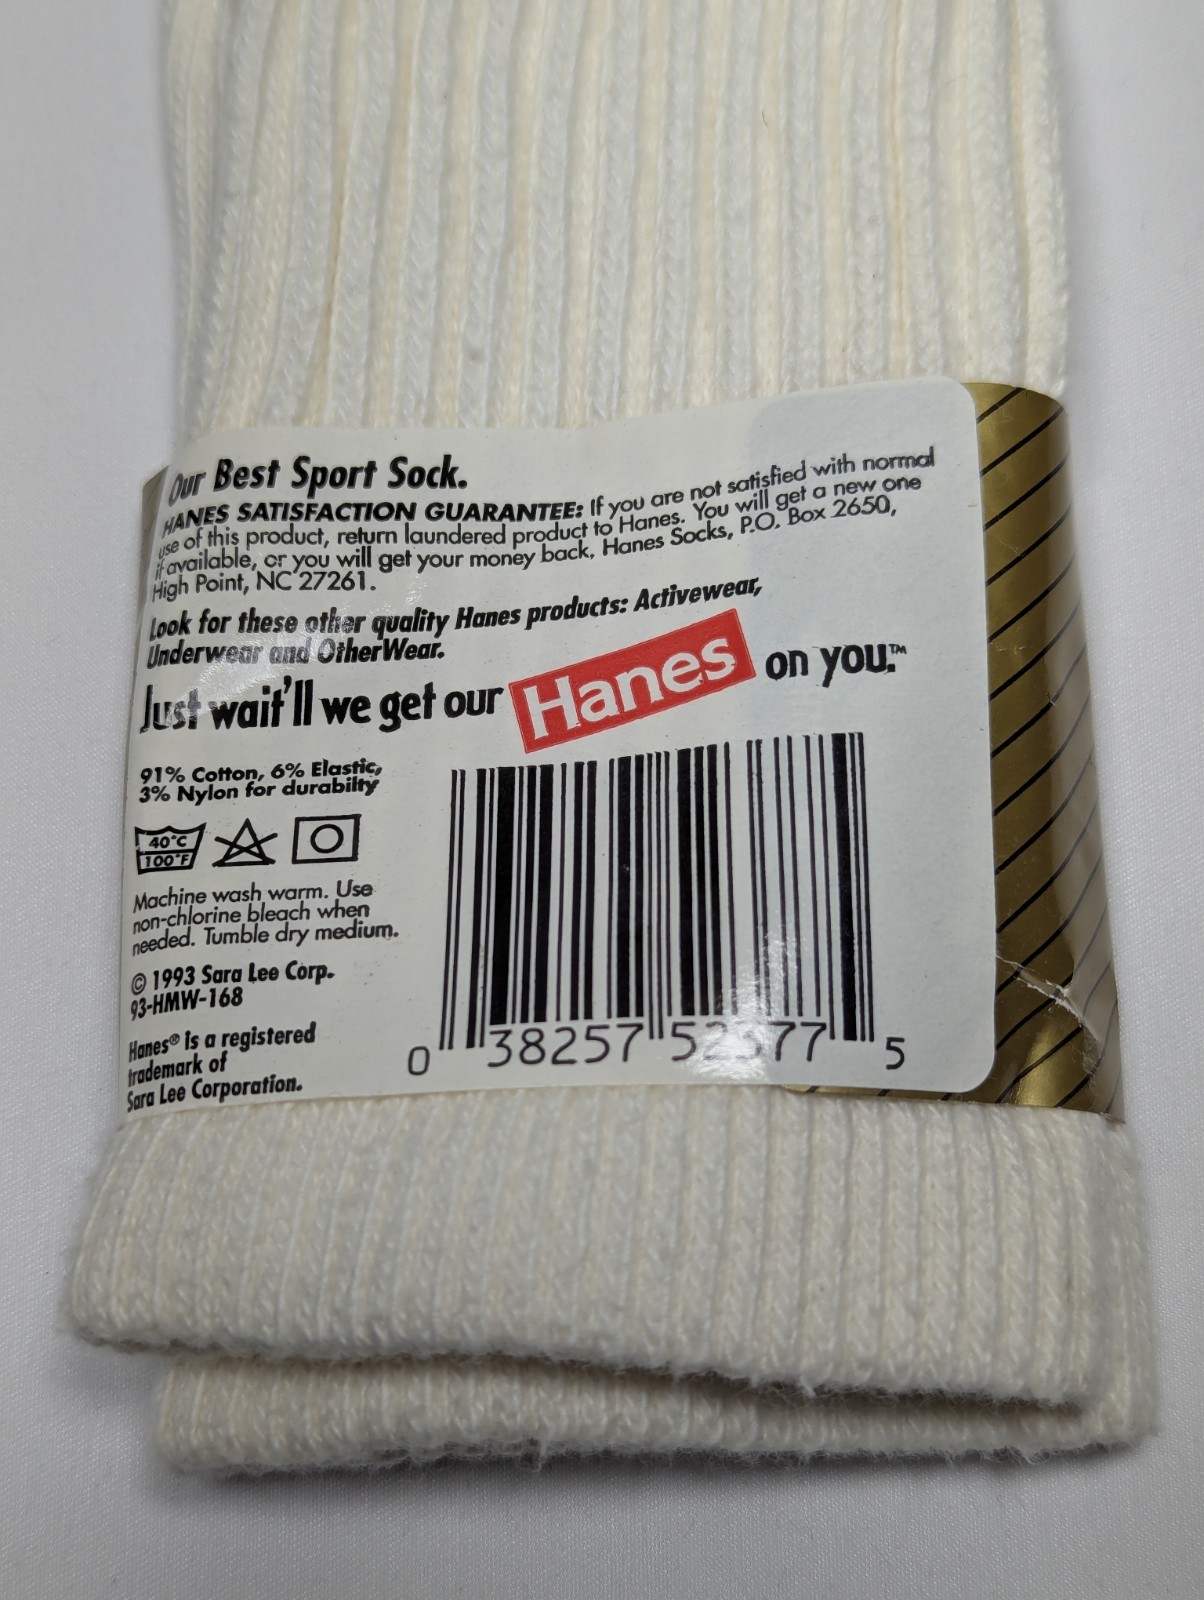 Our Best Sport Sock.
HANES SATISFACTION GUARANTEE: If you are not satisfied with normal
use of this product, return laundered product to Hanes. You will get a new one
if available, or you will get your money back. Hanes Socks, P.O. Box 2650,
High Point, NC 27261.
Look for these other quality Hanes products: Activewear,
Underwear and OtherWear.
Just wait'll we get our Hanes on you.™
91% Cotton, 6% Elastic,
3% Nylon for durabilty
40°C
100°F
Machine wash warm. Use
non-chlorine bleach when
needed. Tumble dry medium.
© 1993 Sara Lee Corp.
93-HMW-168
Hanes® is a registered
trademark of
Sara Lee Corporation.
0 38257 52377 5